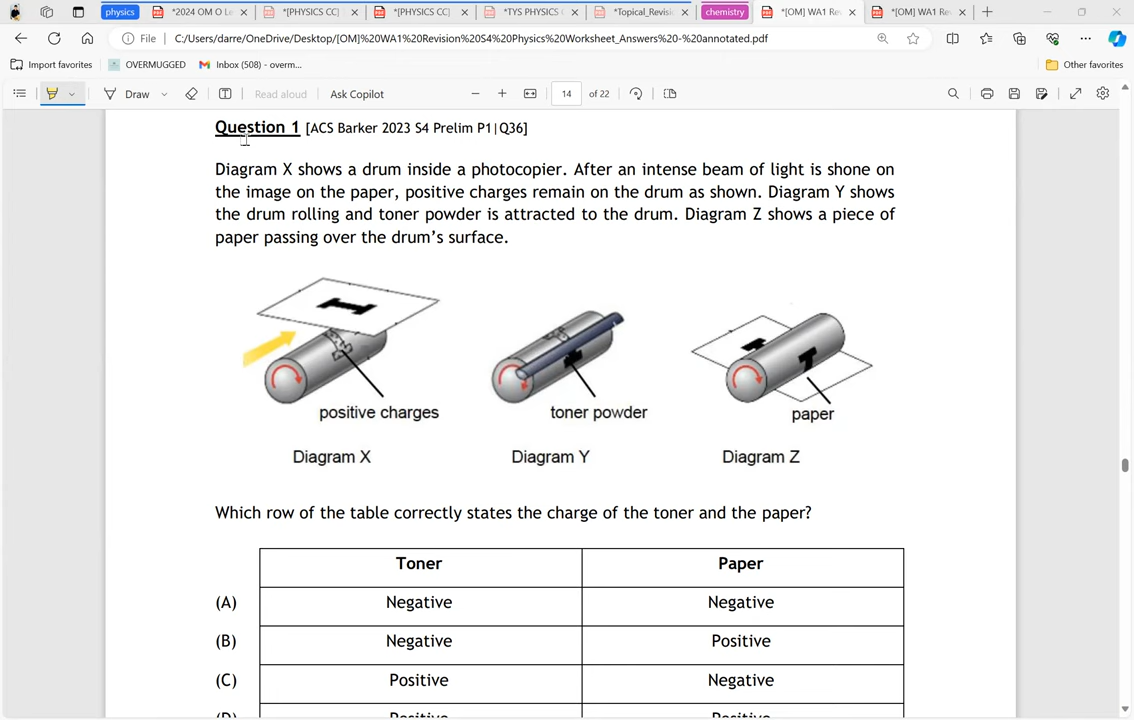 physics
*2024 OM O Le
*[PHYSICS CC]
*[PHYSICS CC]
*TYS PHYSICS (
*Topical_Revisi
chemistry
*[OM] WA1 Rev
*[OM] WA1 Rev
File
C:/Users/darre/OneDrive/Desktop/[OM]%20WA1%20Revision%20S4%20Physics%20Worksheet_Answers%20-%20annotated.pdf
Import favorites
OVERMUGGED
Inbox (508) - overm...
Other favorites
Draw
Read aloud
Ask Copilot
14
of 22
Question 1 [ACS Barker 2023 S4 Prelim P1|Q36]
Diagram X shows a drum inside a photocopier. After an intense beam of light is shone on
the image on the paper, positive charges remain on the drum as shown. Diagram Y shows
the drum rolling and toner powder is attracted to the drum. Diagram Z shows a piece of
paper passing over the drum's surface.
positive charges
toner powder
paper
Diagram X
Diagram Y
Diagram Z
Which row of the table correctly states the charge of the toner and the paper?
Toner Paper
(A) Negative Negative
(B) Negative Positive
(C) Positive Negative
(D) Positive Positive